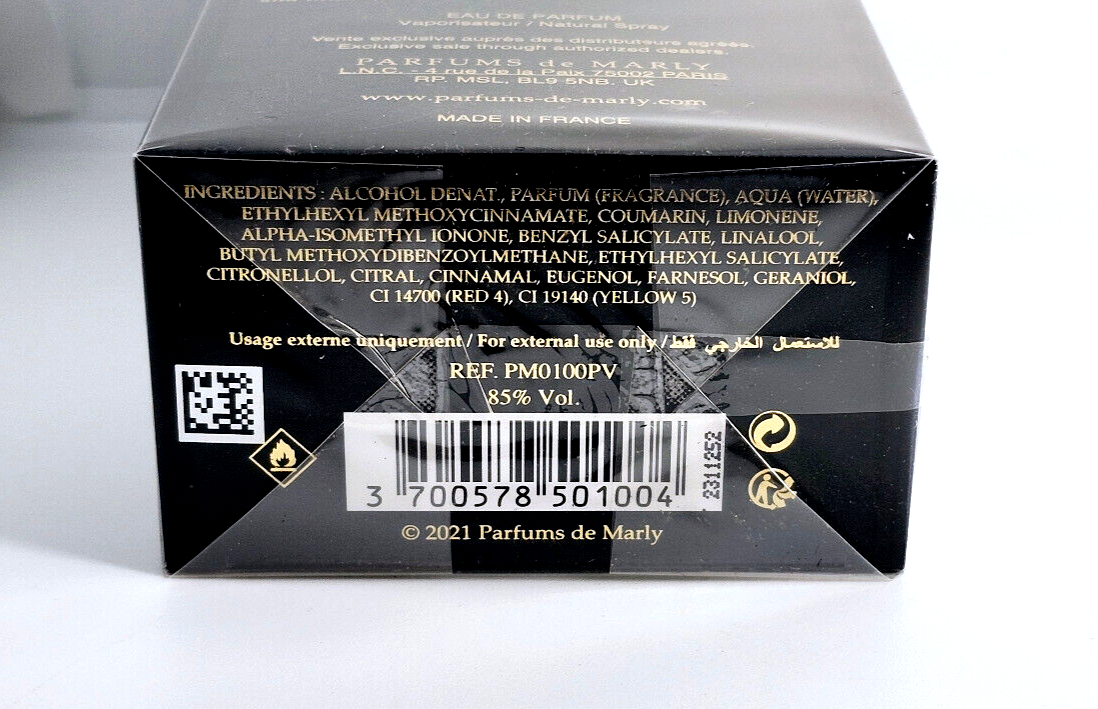 EAU DE PARFUM
Vaporisateur / Natural Spray
Vente exclusive auprès des distributeurs agréés.
Exclusive sale through authorized dealers.
PARFUMS de MARLY
L.N.C. - 4 rue de la Paix 75002 PARIS
RP. MSL. BL9 5NB. UK
www.parfums-de-marly.com
MADE IN FRANCE
INGREDIENTS : ALCOHOL DENAT., PARFUM (FRAGRANCE), AQUA (WATER),
ETHYLHEXYL METHOXYCINNAMATE, COUMARIN, LIMONENE,
ALPHA-ISOMETHYL IONONE, BENZYL SALICYLATE, LINALOOL,
BUTYL METHOXYDIBENZOYLMETHANE, ETHYLHEXYL SALICYLATE,
CITRONELLOL, CITRAL, CINNAMAL, EUGENOL, FARNESOL, GERANIOL,
CI 14700 (RED 4), CI 19140 (YELLOW 5)
Usage externe uniquement / For external use only / للاستعمال الخارجي فقط
REF. PM0100PV
85% Vol.
2311252
3 700578 501004
© 2021 Parfums de Marly